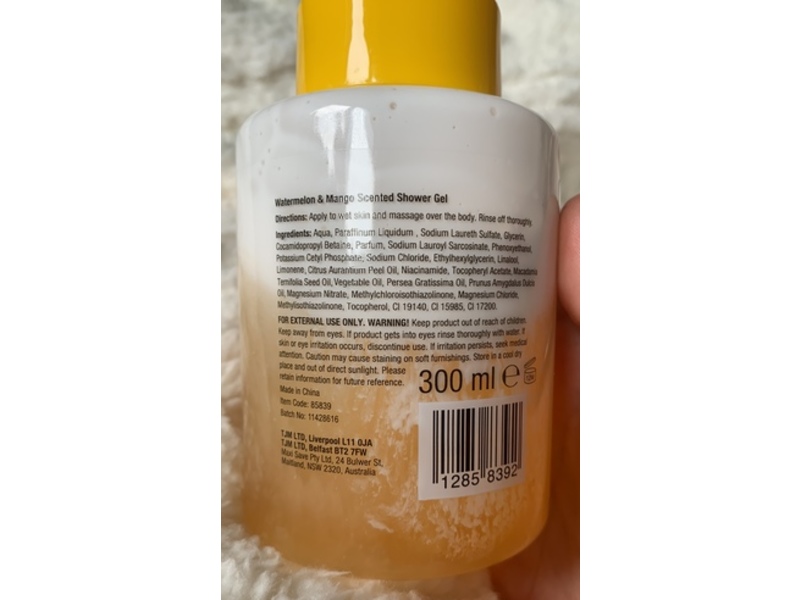 Watermelon & Mango Scented Shower Gel
Directions: Apply to wet skin and massage over the body. Rinse off thoroughly.
Ingredients: Aqua, Paraffinum Liquidum , Sodium Laureth Sulfate, Glycerin,
Cocamidopropyl Betaine, Parfum, Sodium Lauroyl Sarcosinate, Phenoxyethanol,
Potassium Cetyl Phosphate, Sodium Chloride, Ethylhexylglycerin, Linalool,
Limonene, Citrus Aurantium Peel Oil, Niacinamide, Tocopheryl Acetate, Macadamia
Ternifolia Seed Oil, Vegetable Oil, Persea Gratissima Oil, Prunus Amygdalus Dulcis
Oil, Magnesium Nitrate, Methylchloroisothiazolinone, Magnesium Chloride,
Methylisothiazolinone, Tocopherol, CI 19140, CI 15985, CI 17200.
FOR EXTERNAL USE ONLY. WARNING! Keep product out of reach of children.
Keep away from eyes. If product gets into eyes rinse thoroughly with water. If
skin or eye irritation occurs, discontinue use. If irritation persists, seek medical
attention. Caution may cause staining on soft furnishings. Store in a cool dry
place and out of direct sunlight. Please
retain information for future reference.
300 ml e
Made in China
Item Code: 85839
Batch No: 11428616
TJM LTD, Liverpool L11 0JA
TJM LTD, Belfast BT2 7FW
Maxi Save Pty Ltd, 24 Bulwer St,
Maitland, NSW 2320, Australia
1285 8392